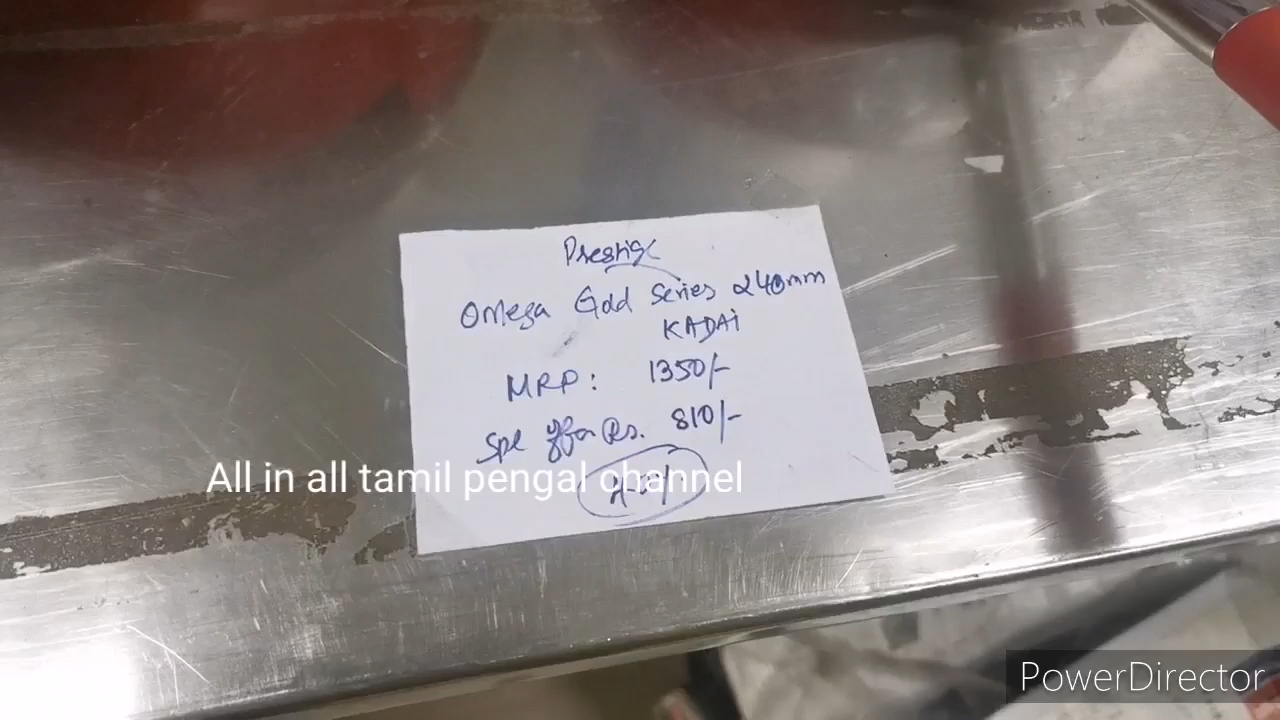 Prestige
Omega Gold Series 240mm
KADAI
MRP: 1350/-
Spl offer Rs. 810/-
All in all tamil pengal channel
PowerDirector